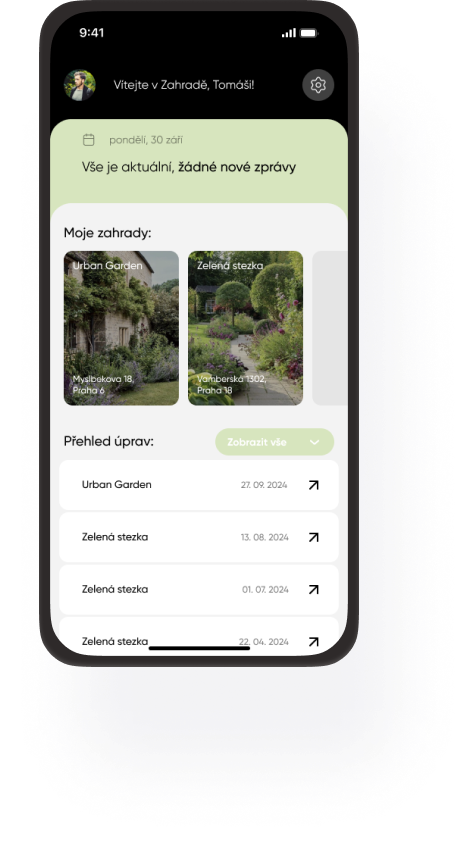 9:41
Vítejte v Zahradě, Tomáši!
pondělí, 30 září
Vše je aktuální, žádné nové zprávy
Moje zahrady:
Urban Garden
Myslbekova 18,
Praha 6
Zelená stezka
Vamberská 1302,
Praha 18
Přehled úprav:
Zobrazit vše
Urban Garden 27. 09. 2024
Zelená stezka 13. 08. 2024
Zelená stezka 01. 07. 2024
Zelená stezka 22. 04. 2024